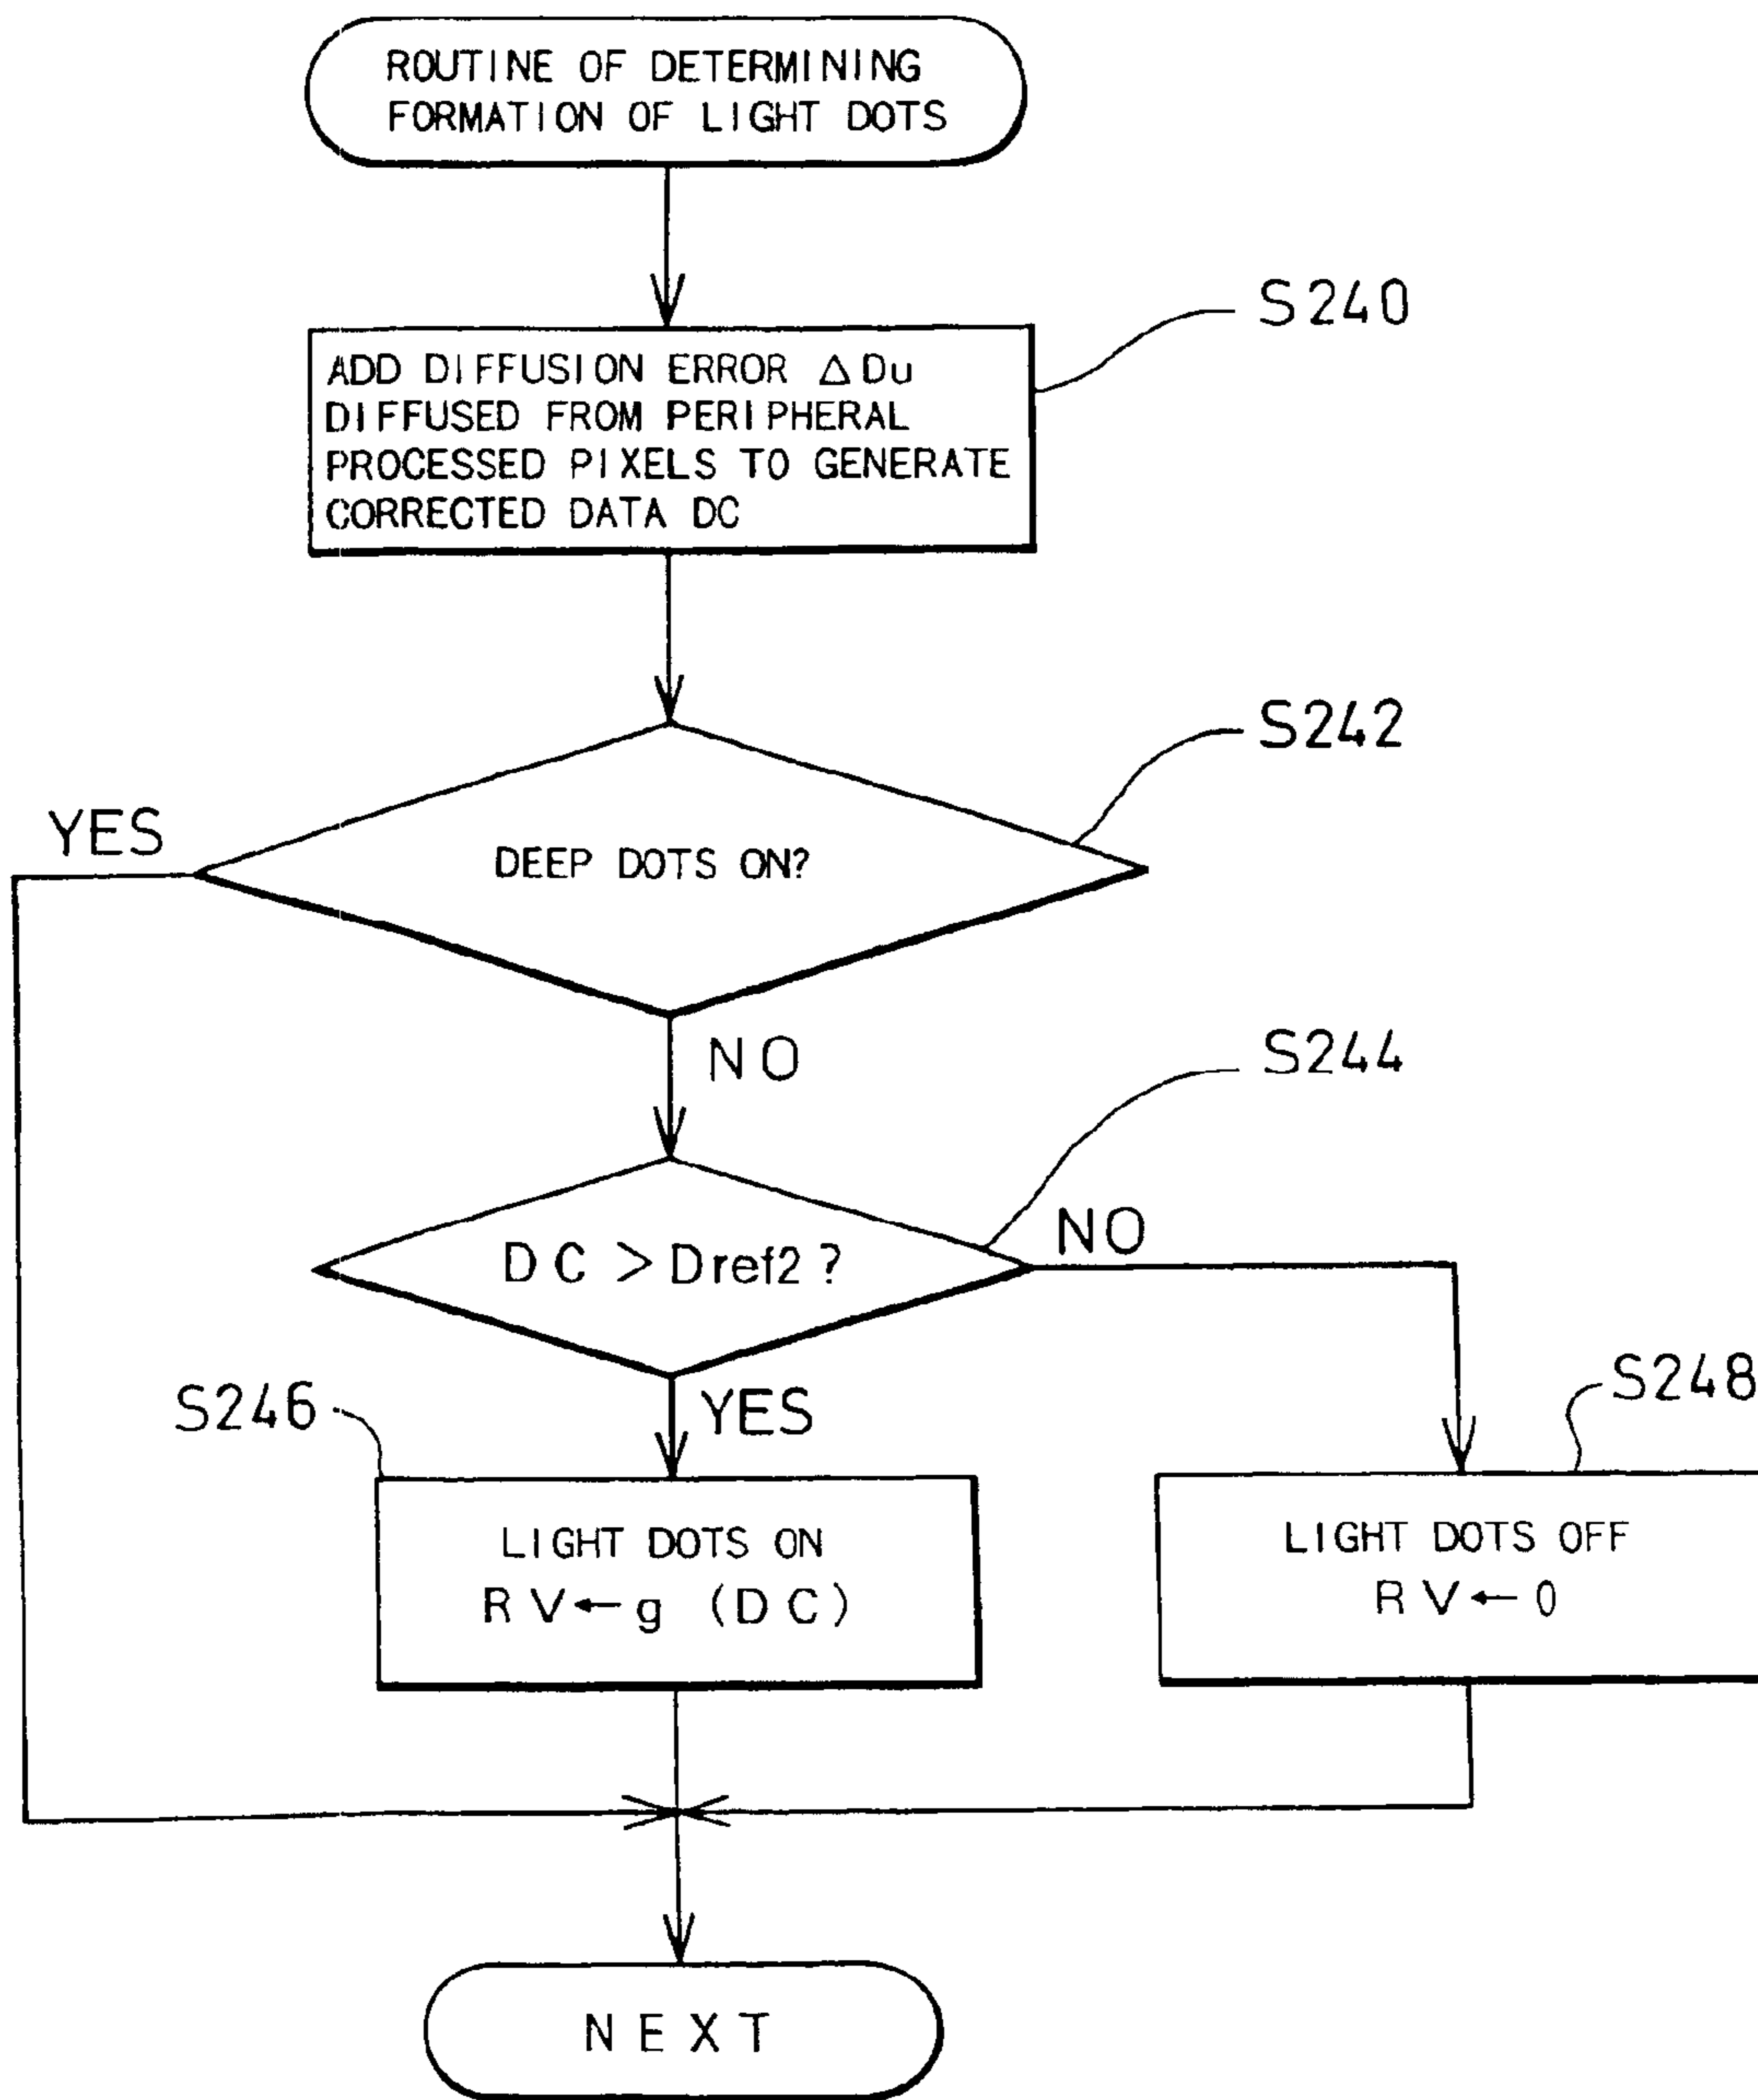 ROUTINE OF DETERMINING
FORMATION OF LIGHT DOTS
S240
ADD DIFFUSION ERROR △Du
DIFFUSED FROM PERIPHERAL
PROCESSED PIXELS TO GENERATE
CORRECTED DATA DC
S242
YES
DEEP DOTS ON?
NO
S244
DC > Dref2?
NO
S246
YES
S248
LIGHT DOTS ON
RV←g (DC)
LIGHT DOTS OFF
RV←0
NEXT